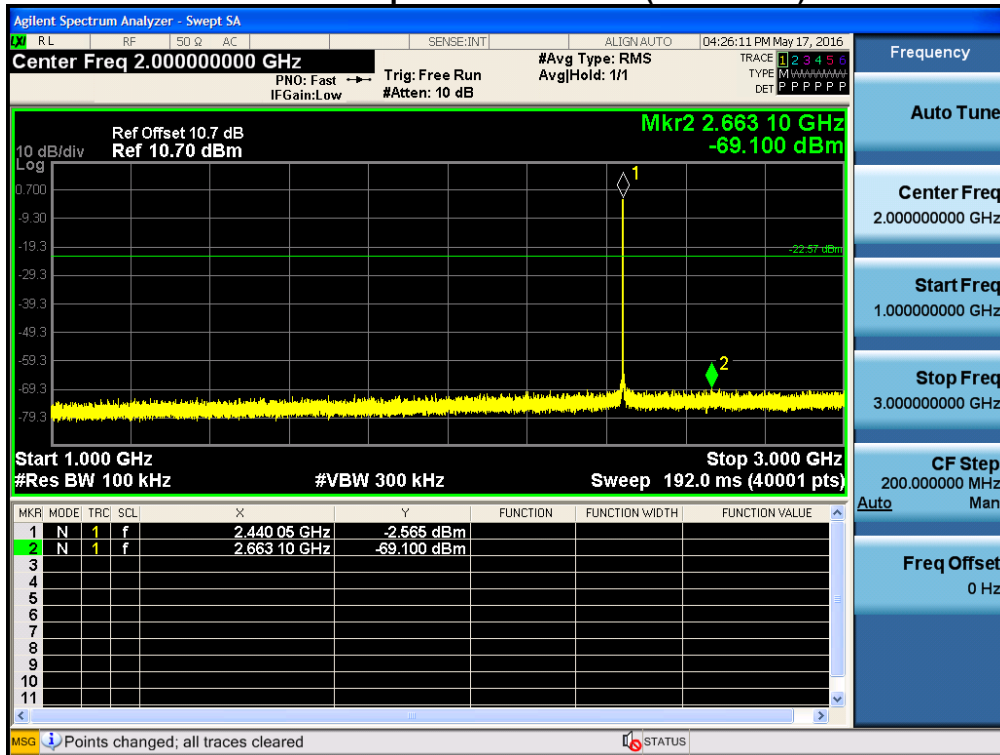 Agilent Spectrum Analyzer - Swept SA
LXI RL RF 50 Ω AC SENSE:INT ALIGN AUTO 04:26:11 PM May 17, 2016
Center Freq 2.000000000 GHz
PNO: Fast
IFGain:Low
Trig: Free Run
#Atten: 10 dB
#Avg Type: RMS
Avg|Hold: 1/1
TRACE 1 2 3 4 5 6
TYPE M
DET P P P P P P
Mkr2 2.663 10 GHz
-69.100 dBm
Ref Offset 10.7 dB
10 dB/div Ref 10.70 dBm
Log
0.700
-9.30
-19.3
-29.3
-39.3
-49.3
-59.3
-69.3
-79.3
1
-22.57 dBm
2
Start 1.000 GHz Stop 3.000 GHz
#Res BW 100 kHz #VBW 300 kHz Sweep 192.0 ms (40001 pts)
MKR MODE TRC SCL X Y FUNCTION FUNCTION WIDTH FUNCTION VALUE
1 N 1 f 2.440 05 GHz -2.565 dBm
2 N 1 f 2.663 10 GHz -69.100 dBm
3
4
5
6
7
8
9
10
11
MSG Points changed; all traces cleared STATUS
Frequency
Auto Tune
Center Freq
2.000000000 GHz
Start Freq
1.000000000 GHz
Stop Freq
3.000000000 GHz
CF Step
200.000000 MHz
Auto Man
Freq Offset
0 Hz